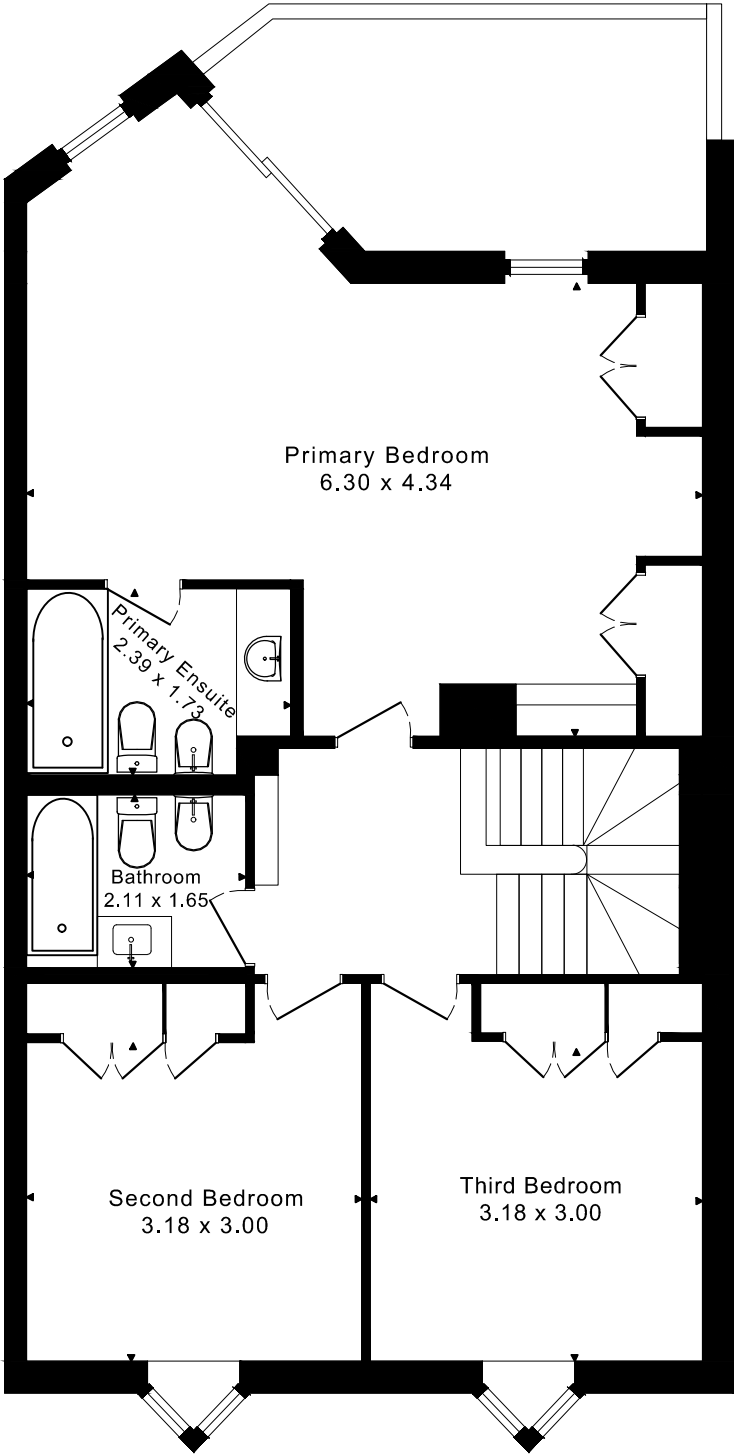 Primary Bedroom
6.30 x 4.34
Primary Ensuite
2.39 x 1.73
Bathroom
2.11 x 1.65
Second Bedroom
3.18 x 3.00
Third Bedroom
3.18 x 3.00